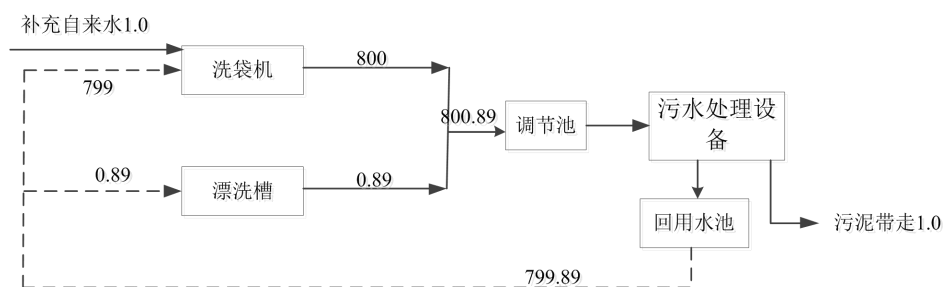 补充自来水1.0
洗袋机
800
799
800.89
调节池
污水处理设
备
0.89
漂洗槽
0.89
回用水池
污泥带走1.0
799.89